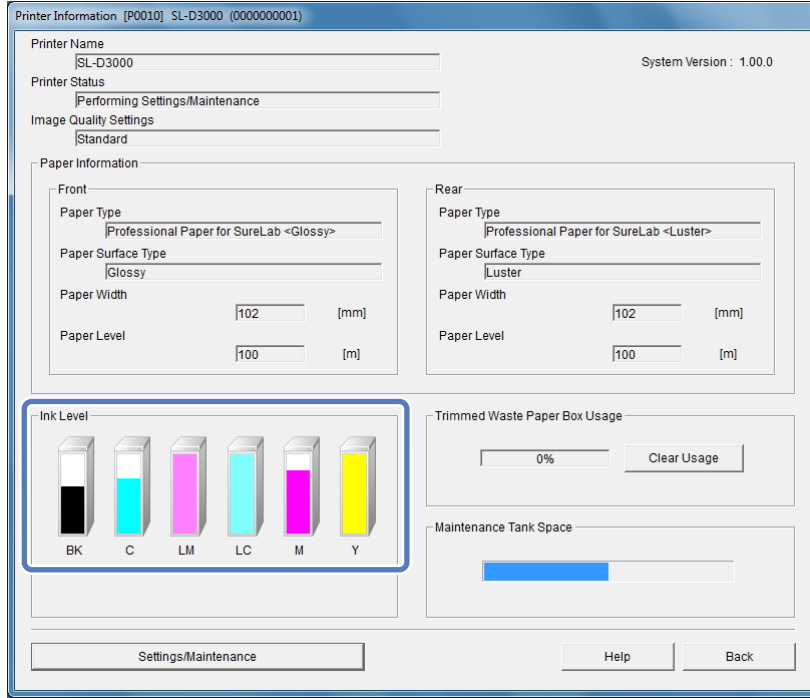 Printer Information [P0010] SL-D3000 (0000000001)
Printer Name
SL-D3000
System Version : 1.00.0
Printer Status
Performing Settings/Maintenance
Image Quality Settings
Standard
Paper Information
Front
Paper Type
Professional Paper for SureLab <Glossy>
Paper Surface Type
Glossy
Paper Width
102 [mm]
Paper Level
100 [m]
Rear
Paper Type
Professional Paper for SureLab <Luster>
Paper Surface Type
Luster
Paper Width
102 [mm]
Paper Level
100 [m]
Ink Level
BK C LM LC M Y
Trimmed Waste Paper Box Usage
0% Clear Usage
Maintenance Tank Space
Settings/Maintenance Help Back